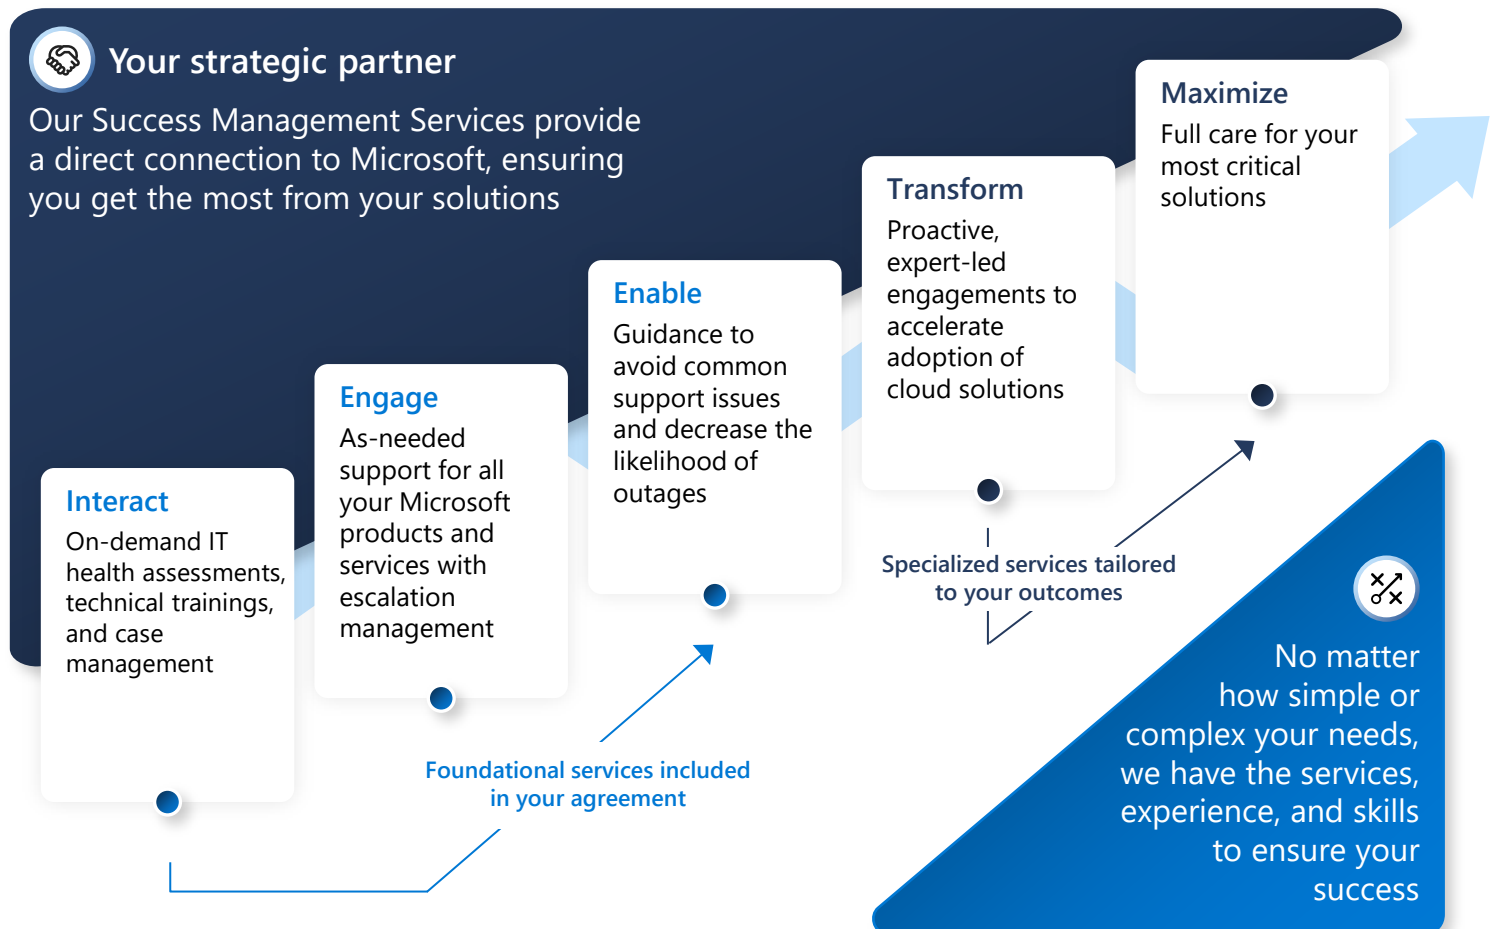 Your strategic partner
Our Success Management Services provide
a direct connection to Microsoft, ensuring
you get the most from your solutions
Interact
On-demand IT
health assessments,
technical trainings,
and case
management
Engage
As-needed
support for all
your Microsoft
products and
services with
escalation
management
Enable
Guidance to
avoid common
support issues
and decrease the
likelihood of
outages
Transform
Proactive,
expert-led
engagements to
accelerate
adoption of
cloud solutions
Maximize
Full care for your
most critical
solutions
Foundational services included
in your agreement
Specialized services tailored
to your outcomes
No matter
how simple or
complex your needs,
we have the services,
experience, and skills
to ensure your
success